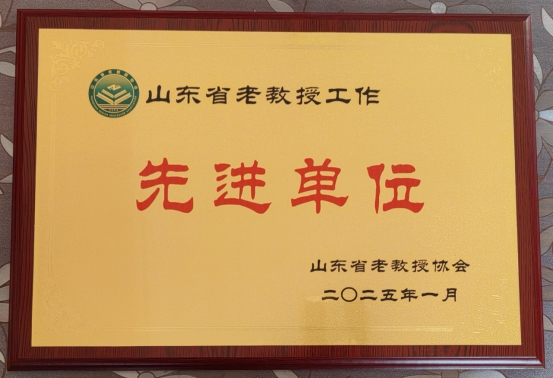 山东省老教授工作
先进单位
山东省老教授协会
二〇二五年一月